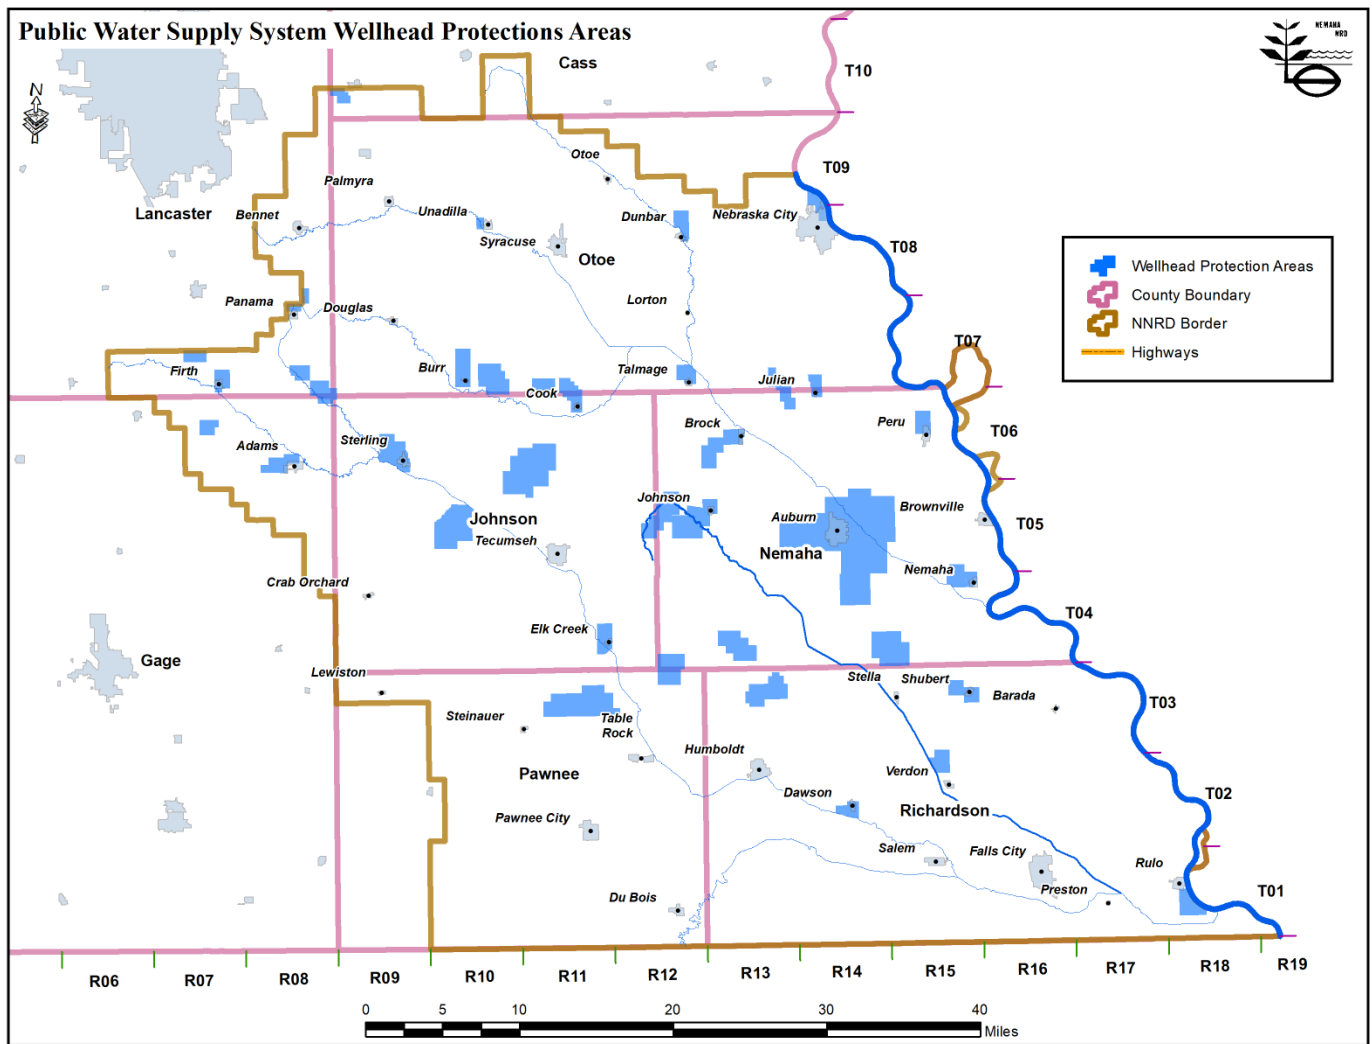 Public Water Supply System Wellhead Protections Areas
NEMAHA
NRD
N
Cass
T10
Otoe
T09
Palmyra
Lancaster
Bennet
Unadilla
Dunbar
Nebraska City
Syracuse
Otoe
T08
Wellhead Protection Areas
County Boundary
NNRD Border
Highways
Panama
Douglas
Lorton
T07
Firth
Burr
Talmage
Julian
Cook
Peru
Brock
T06
Adams
Sterling
Johnson
Brownville
Johnson
Auburn
T05
Tecumseh
Nemaha
Nemaha
Crab Orchard
T04
Elk Creek
Gage
Lewiston
Stella
Shubert
Barada
T03
Steinauer
Table
Rock
Humboldt
Pawnee
Verdon
Dawson
T02
Richardson
Pawnee City
Salem
Falls City
Rulo
Preston
T01
Du Bois
R06
R07
R08
R09
R10
R11
R12
R13
R14
R15
R16
R17
R18
R19
0
5
10
20
30
40
Miles